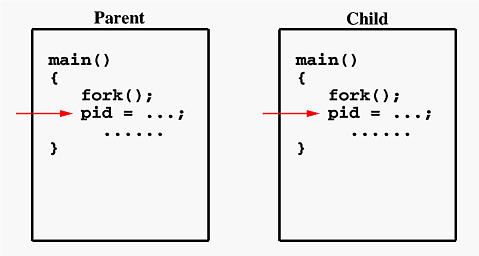 Parent
main()
{
fork();
pid = ...;
......
}
Child
main()
{
fork();
pid = ...;
......
}